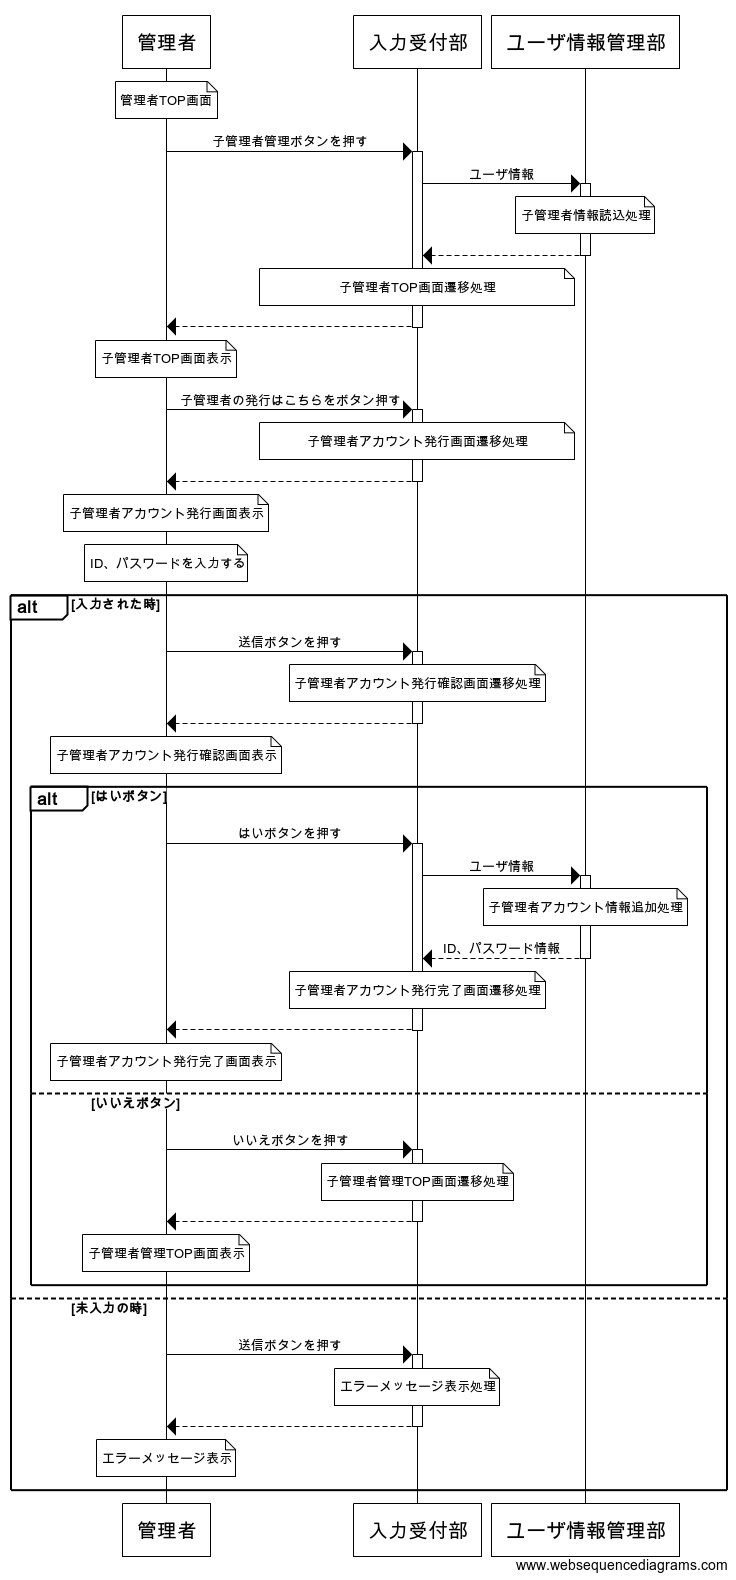 管理者
入力受付部
ユーザ情報管理部
管理者TOP画面
子管理者管理ボタンを押す
ユーザ情報
子管理者情報読込処理
子管理者TOP画面遷移処理
子管理者TOP画面表示
子管理者の発行はこちらをボタン押す
子管理者アカウント発行画面遷移処理
子管理者アカウント発行画面表示
ID、パスワードを入力する
alt
[入力された時]
送信ボタンを押す
子管理者アカウント発行確認画面遷移処理
子管理者アカウント発行確認画面表示
alt
[はいボタン]
はいボタンを押す
ユーザ情報
子管理者アカウント情報追加処理
ID、パスワード情報
子管理者アカウント発行完了画面遷移処理
子管理者アカウント発行完了画面表示
[いいえボタン]
いいえボタンを押す
子管理者管理TOP画面遷移処理
子管理者管理TOP画面表示
[未入力の時]
送信ボタンを押す
エラーメッセージ表示処理
エラーメッセージ表示
管理者
入力受付部
ユーザ情報管理部
www.websequencediagrams.com